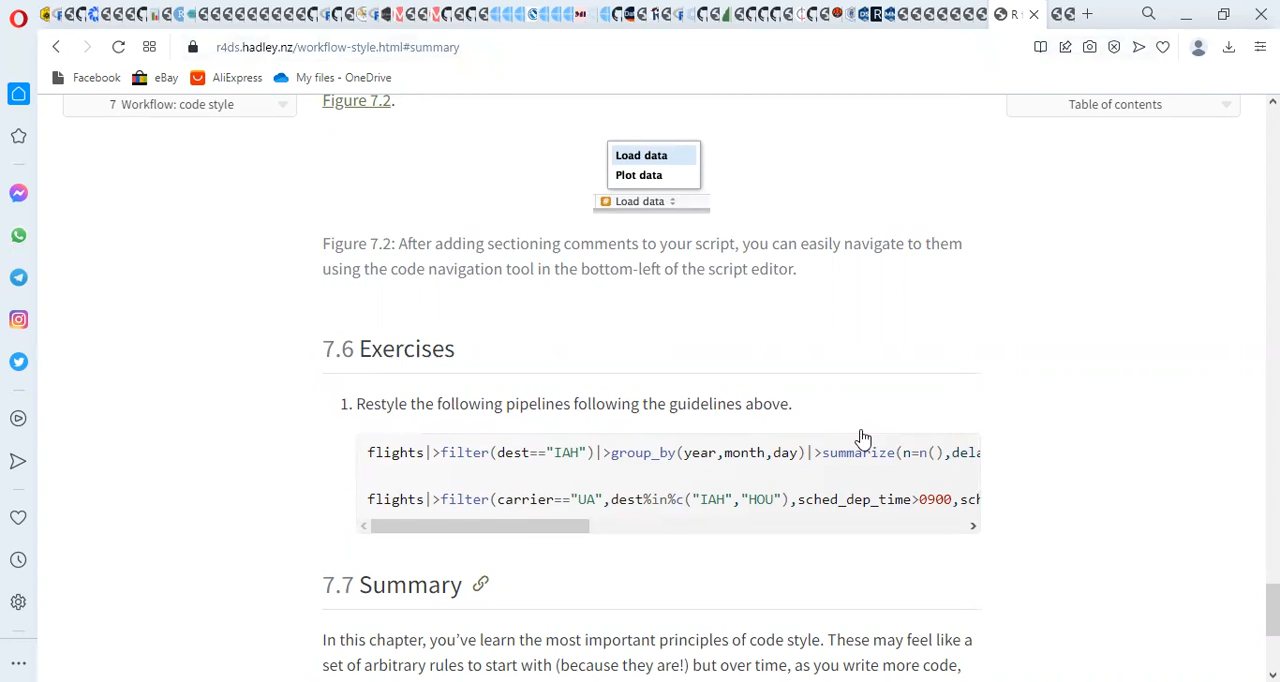 R
r4ds.hadley.nz/workflow-style.html#summary
Facebook
eBay
AliExpress
My files - OneDrive
7 Workflow: code style
Table of contents
Figure 7.2.
Load data
Plot data
# Load data
Figure 7.2: After adding sectioning comments to your script, you can easily navigate to them
using the code navigation tool in the bottom-left of the script editor.
7.6 Exercises
1. Restyle the following pipelines following the guidelines above.
flights|>filter(dest=="IAH")|>group_by(year,month,day)|>summarize(n=n(),dela
flights|>filter(carrier=="UA",dest%in%c("IAH","HOU"),sched_dep_time>0900,sch
7.7 Summary
In this chapter, you've learn the most important principles of code style. These may feel like a
set of arbitrary rules to start with (because they are!) but over time, as you write more code,